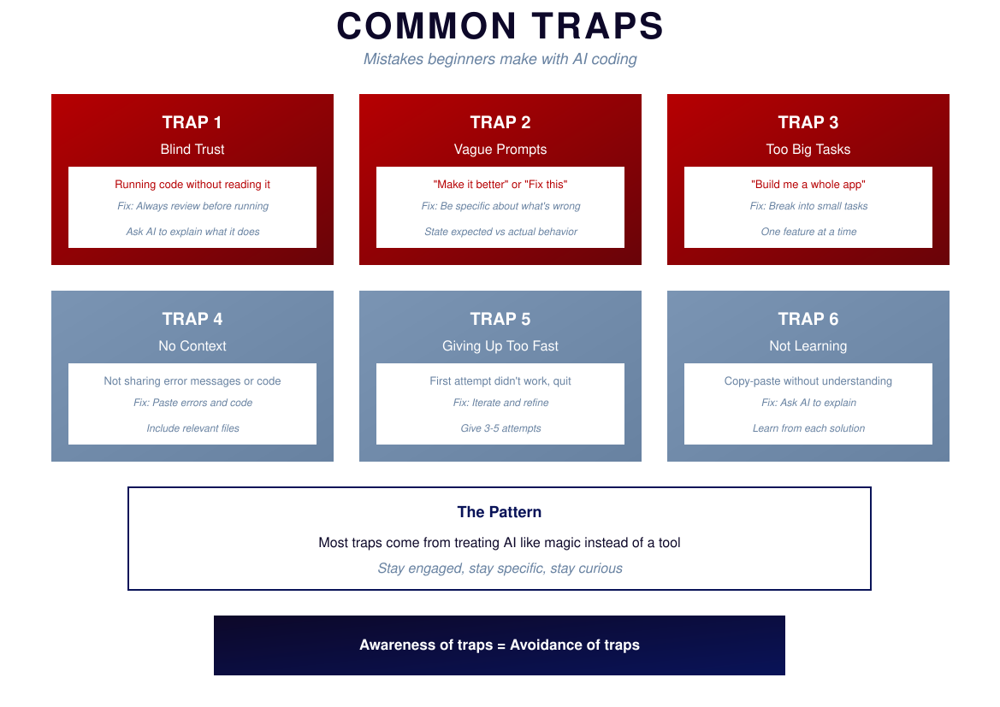 COMMON TRAPS
Mistakes beginners make with AI coding
TRAP 1
Blind Trust
Running code without reading it
Fix: Always review before running
Ask AI to explain what it does
TRAP 2
Vague Prompts
"Make it better" or "Fix this"
Fix: Be specific about what's wrong
State expected vs actual behavior
TRAP 3
Too Big Tasks
"Build me a whole app"
Fix: Break into small tasks
One feature at a time
TRAP 4
No Context
Not sharing error messages or code
Fix: Paste errors and code
Include relevant files
TRAP 5
Giving Up Too Fast
First attempt didn't work, quit
Fix: Iterate and refine
Give 3-5 attempts
TRAP 6
Not Learning
Copy-paste without understanding
Fix: Ask AI to explain
Learn from each solution
The Pattern
Most traps come from treating AI like magic instead of a tool
Stay engaged, stay specific, stay curious
Awareness of traps = Avoidance of traps